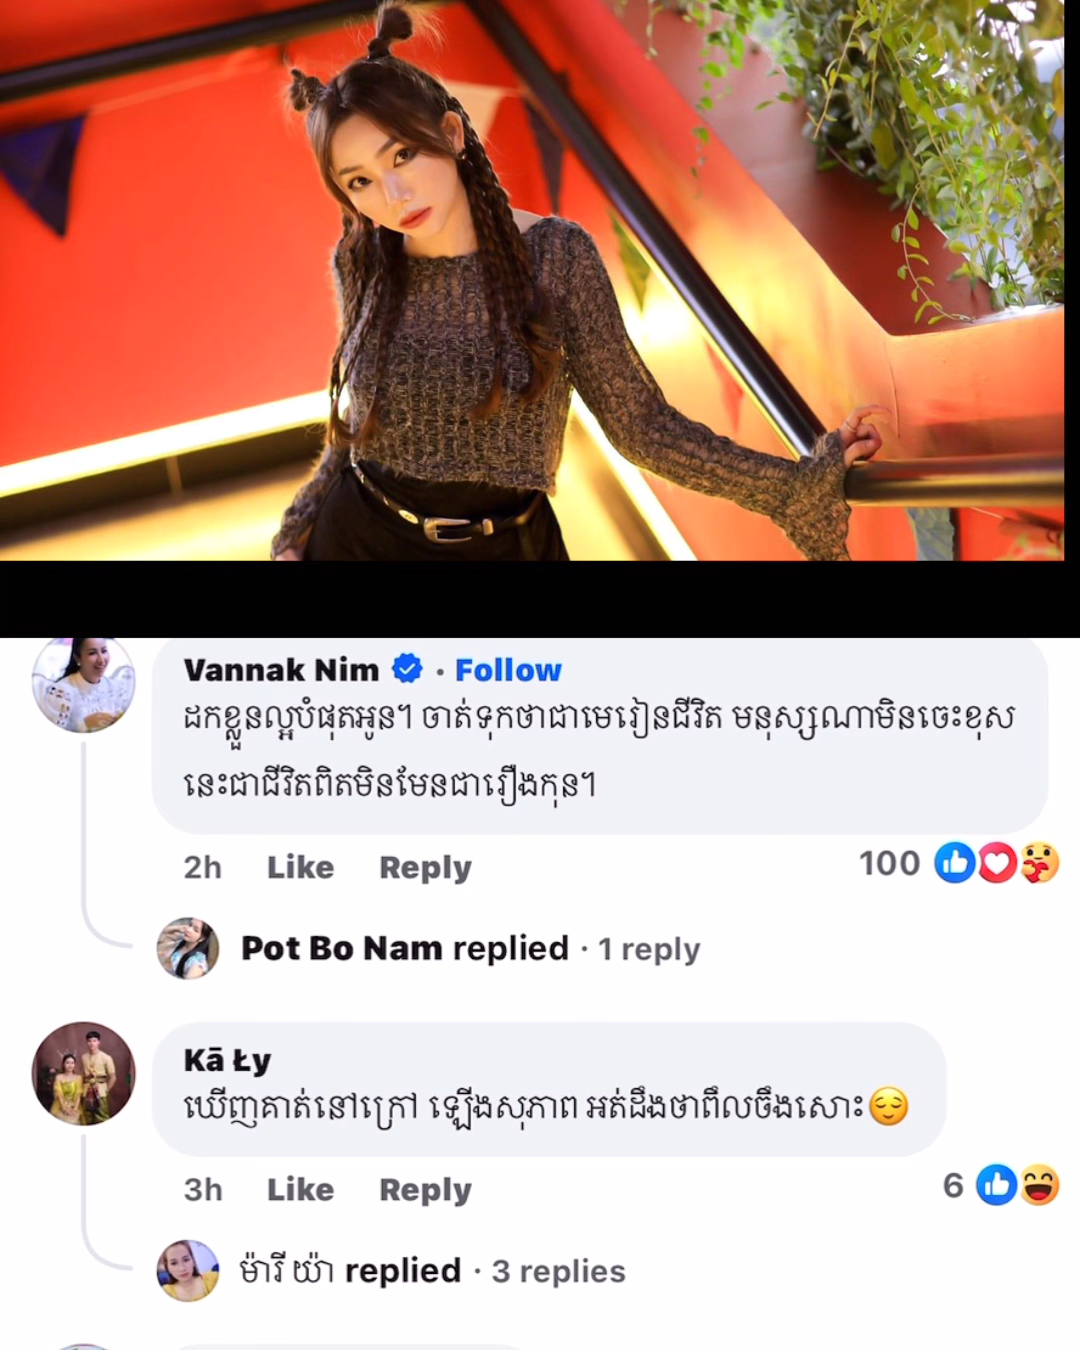 Vannak Nim · Follow
ដកខ្លួនល្អបំផុតអូនៗ ចាត់ទុកថាជាមេរៀនជីវិត មនុស្សណាមិនចេះខុស
នេះជាជីវិតពិតមិនមែនជារឿងកុនៗ
2h Like Reply 100
Pot Bo Nam replied · 1 reply
Kā Ły
ឃើញគាត់នៅក្រៅ ឡើងសុភាព អត់ដឹងថាពឹលចឹងសោះ😌
3h Like Reply 6
ម៉ារី យ៉ា replied · 3 replies